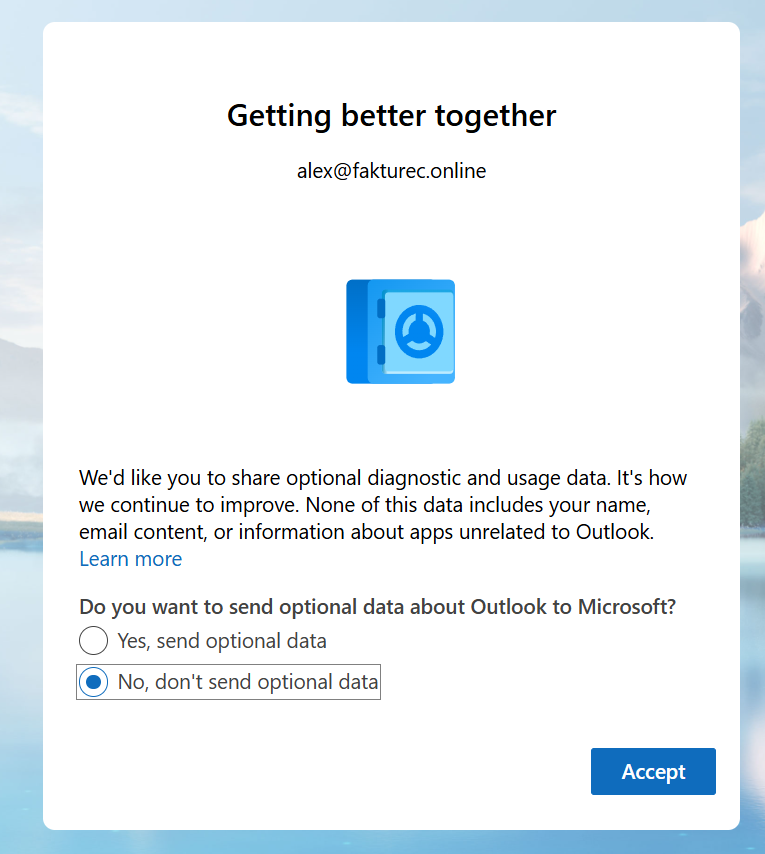 Getting better together
alex@fakturec.online
We'd like you to share optional diagnostic and usage data. It's how
we continue to improve. None of this data includes your name,
email content, or information about apps unrelated to Outlook.
Learn more
Do you want to send optional data about Outlook to Microsoft?
Yes, send optional data
No, don't send optional data
Accept